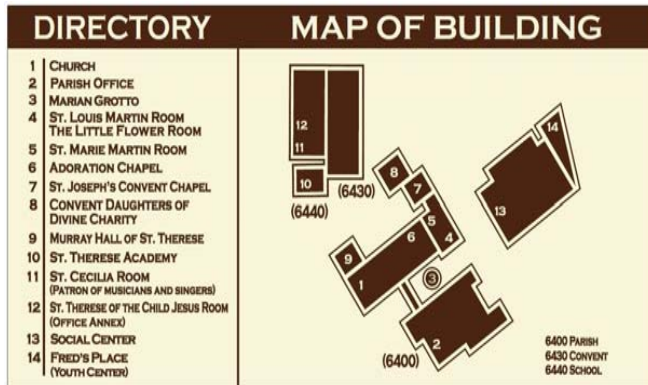 DIRECTORY
1 CHURCH
2 PARISH OFFICE
3 MARIAN GROTTO
4 ST. LOUIS MARTIN ROOM
THE LITTLE FLOWER ROOM
5 ST. MARIE MARTIN ROOM
6 ADORATION CHAPEL
7 ST. JOSEPH'S CONVENT CHAPEL
8 CONVENT DAUGHTERS OF
DIVINE CHARITY
9 MURRAY HALL OF ST. THERESE
10 ST. THERESE ACADEMY
11 ST. CECILIA ROOM
(PATRON OF MUSICIANS AND SINGERS)
12 ST. THERESE OF THE CHILD JESUS ROOM
(OFFICE ANNEX)
13 SOCIAL CENTER
14 FRED'S PLACE
(YOUTH CENTER)
MAP OF BUILDING
12
11
10
(6440)
(6430)
8
7
5
4
6
9
1
3
2
(6400)
14
13
6400 PARISH
6430 CONVENT
6440 SCHOOL